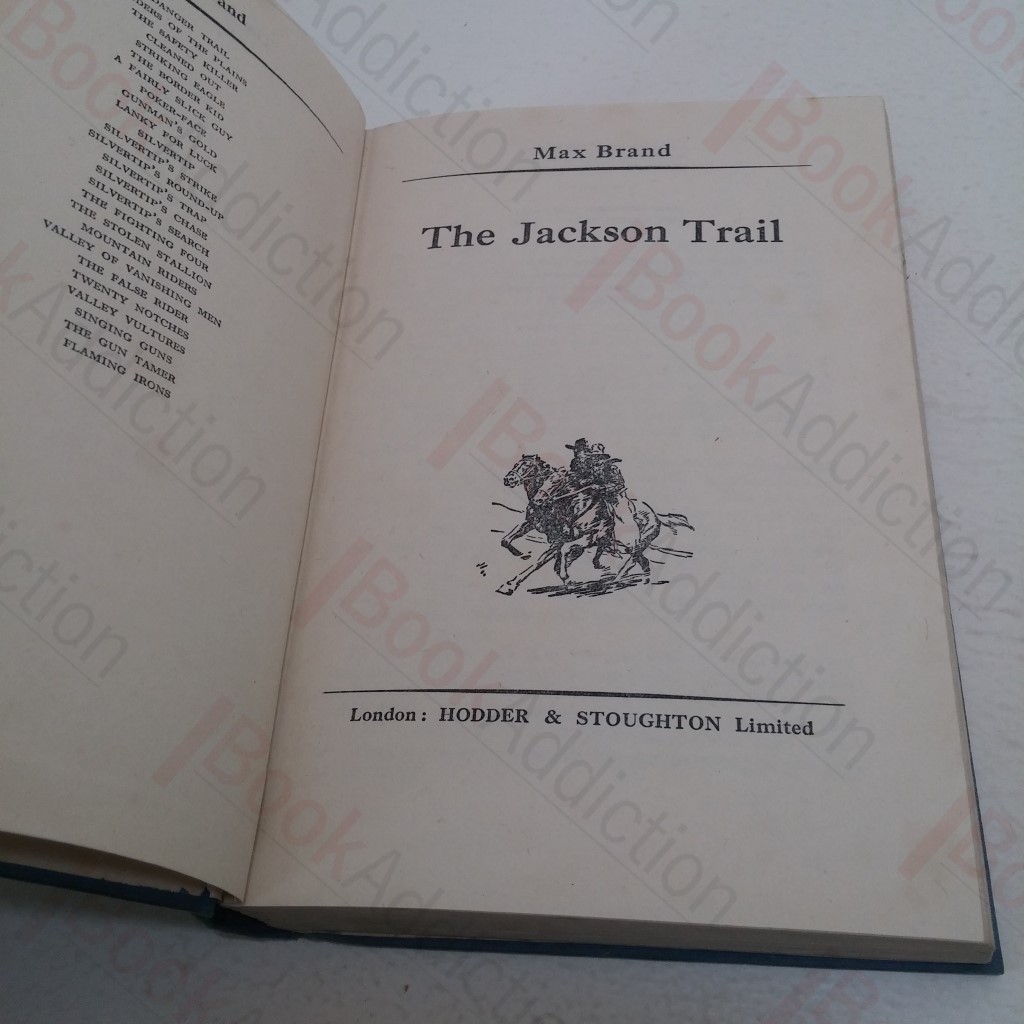 and
DANGER TRAIL
OF THE PLAINS
THE SAFETY KILLER
CLEANED OUT
STRIKING EAGLE
THE BORDER KID
A FAIRLY SLICK GUY
POKER-FACE
GUNMAN'S GOLD
LANKY FOR LUCK
SILVERTIP
SILVERTIP'S STRIKE
SILVERTIP'S ROUND-UP
SILVERTIP'S TRAP
SILVERTIP'S CHASE
SILVERTIP'S SEARCH
THE FIGHTING FOUR
THE STOLEN STALLION
MOUNTAIN RIDERS
VALLEY OF VANISHING MEN
THE FALSE RIDER
TWENTY NOTCHES
VALLEY VULTURES
SINGING GUNS
THE GUN TAMER
FLAMING IRONS
Max Brand
The Jackson Trail
London: HODDER & STOUGHTON Limited
BookAddiction